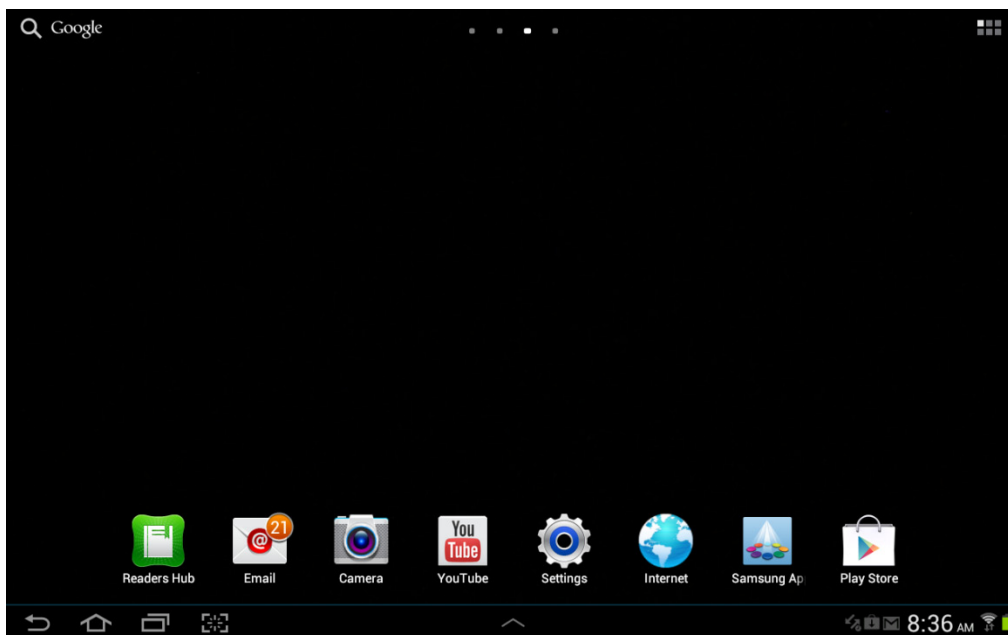 Google
21
You
Tube
Readers Hub
Email
Camera
YouTube
Settings
Internet
Samsung Ap
Play Store
8:36 AM